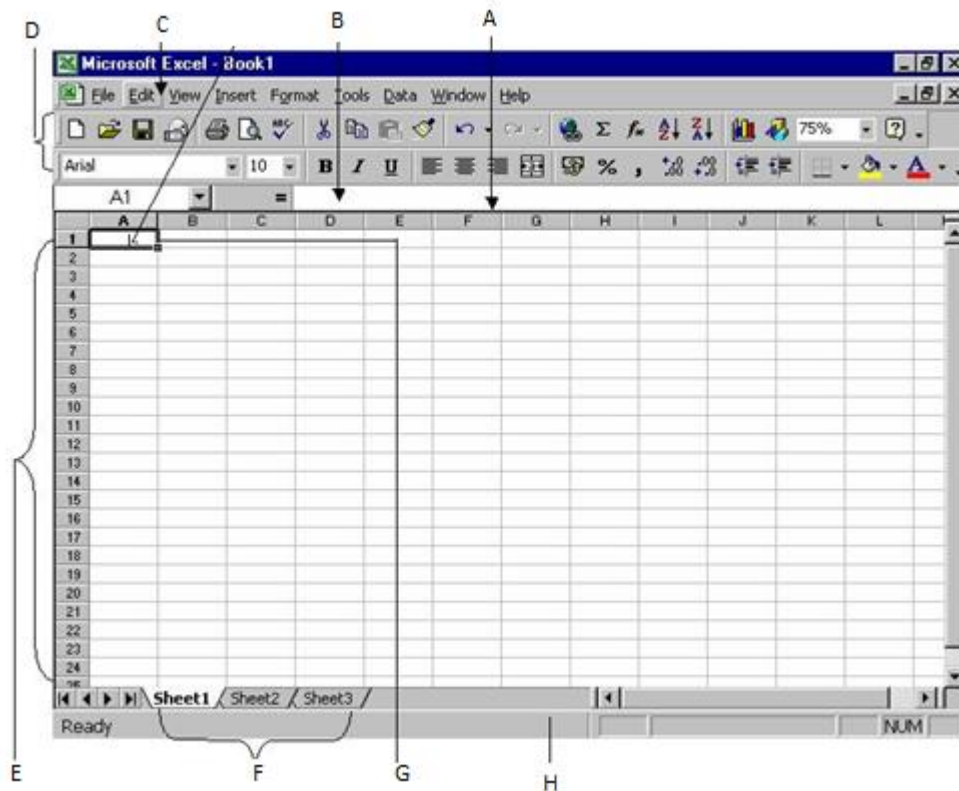 D C B A
Microsoft Excel - Book1
File Edit View Insert Format Tools Data Window Help
ABC Σ f A Z Z A 75% ?
Arial 10 B I U % , A
A1 =
A B C D E F G H I J K L
1
2
3
4
5
6
7
8
9
10
11
12
13
14
15
16
17
18
19
20
21
22
23
24
25
Sheet1 Sheet2 Sheet3
Ready NUM
E F G H